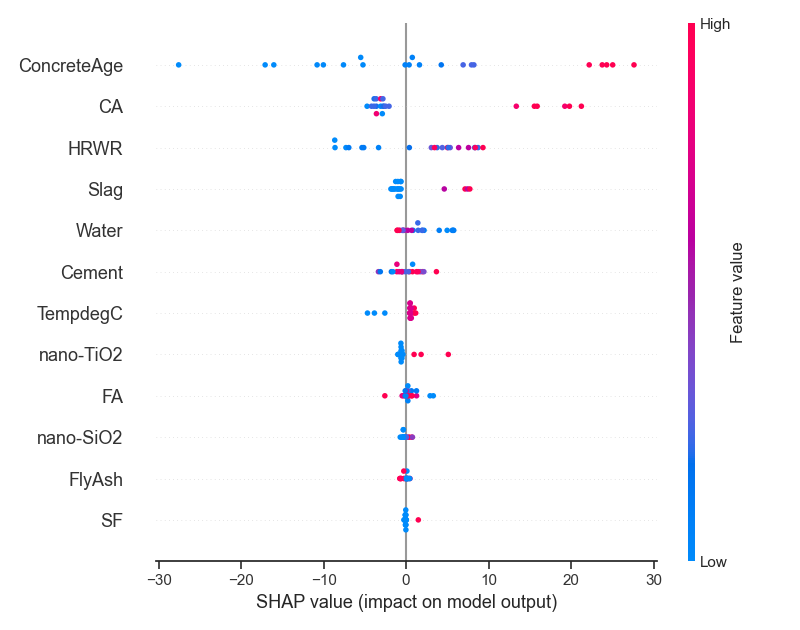 High
ConcreteAge
CA
HRWR
Slag
Water
Cement
TempdegC
nano-TiO2
FA
nano-SiO2
FlyAsh
SF
Feature value
Low
−30
−20
−10
0
10
20
30
SHAP value (impact on model output)